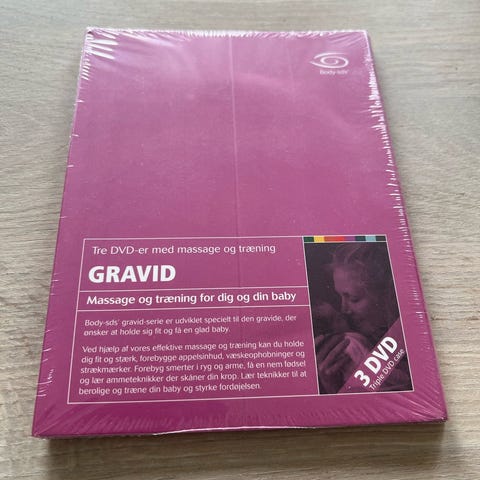 Body-sds®
Tre DVD-er med massage og træning
GRAVID
Massage og træning for dig og din baby
Body-sds® gravid-serie er udviklet specielt til den gravide, der
ønsker at holde sig fit og få en glad baby.
Ved hjælp af vores effektive massage og træning kan du holde
dig fit og stærk, forebygge appelsinhud, væskeophobninger og
strækmærker. Forebyg smerter i ryg og arme, få en nem fødsel
og lær ammeteknikker der skåner din krop. Lær teknikker til at
berolige og træne din baby og styrke fordøjelsen.
3 DVD
Triple DVD case